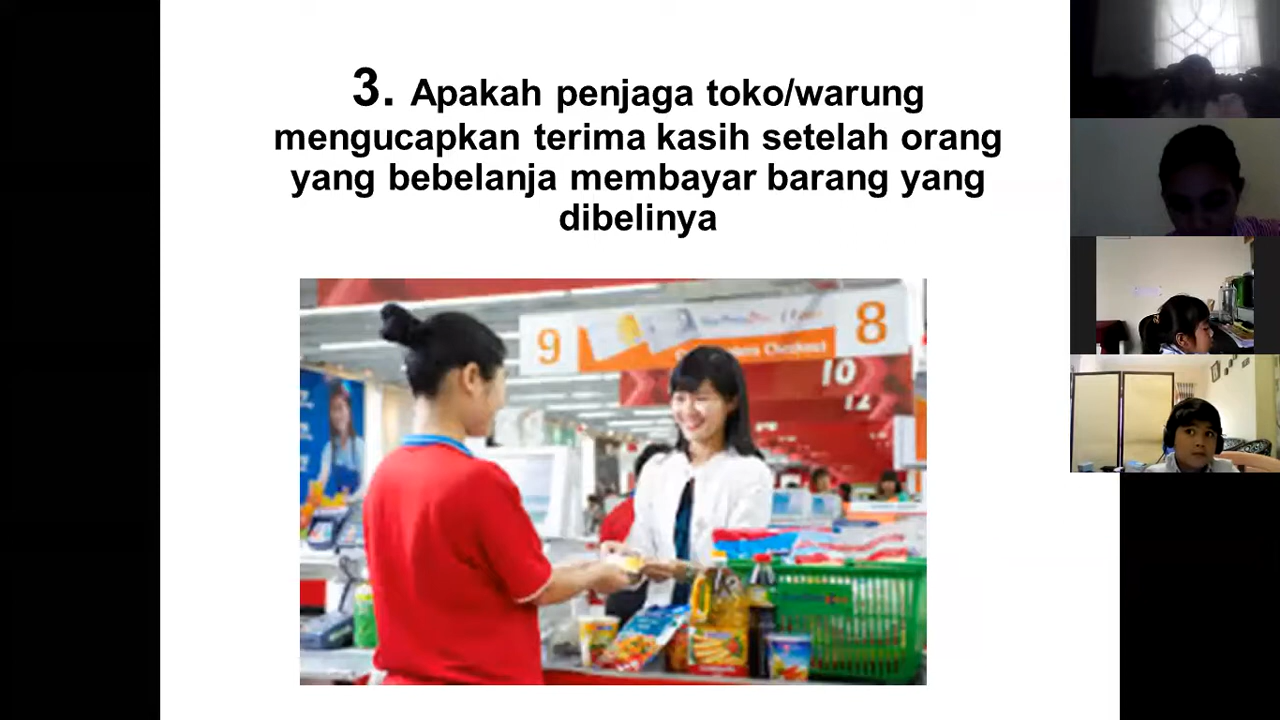 3. Apakah penjaga toko/warung
mengucapkan terima kasih setelah orang
yang bebelanja membayar barang yang
dibelinya
9
8
10
12